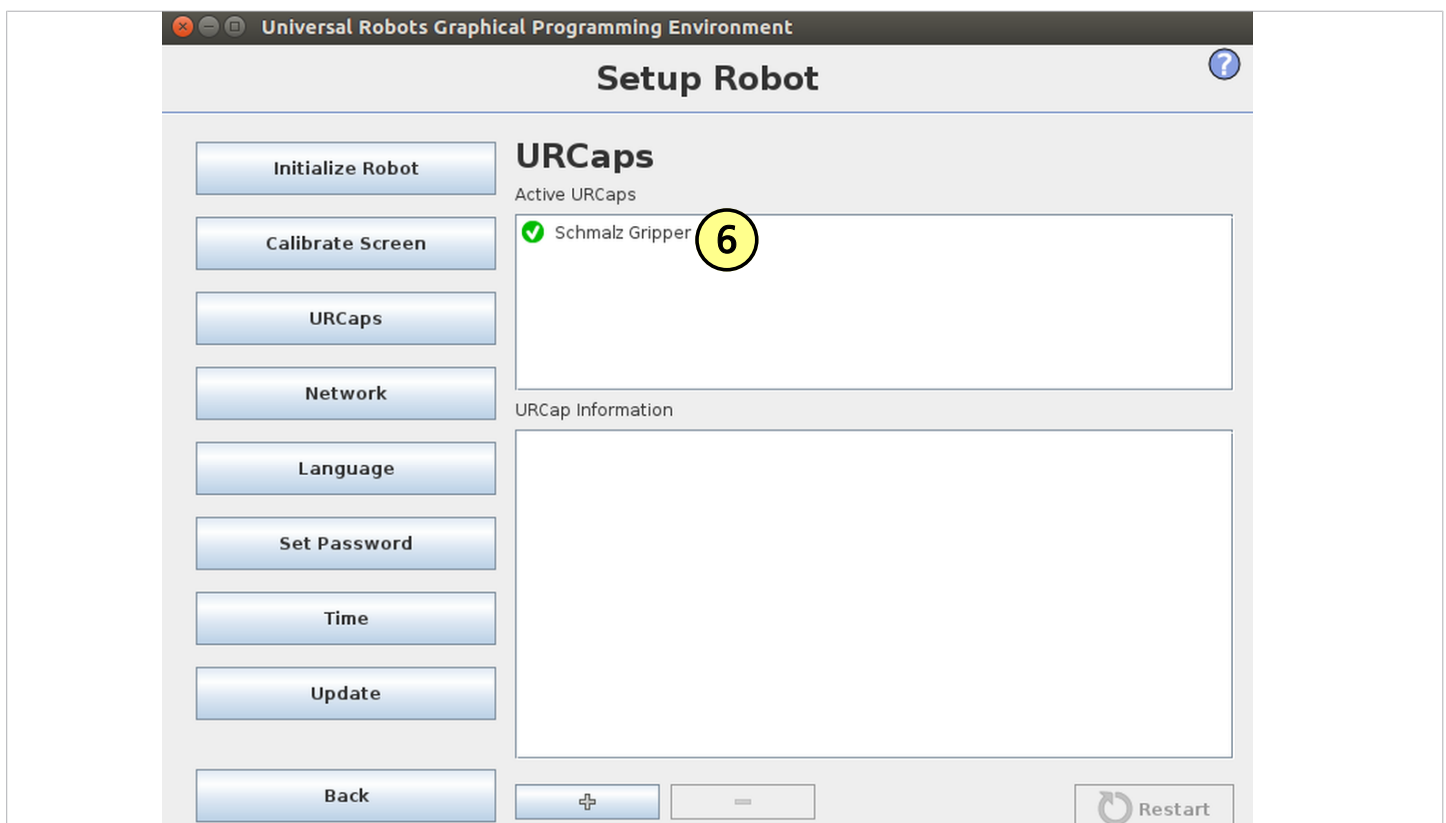 Universal Robots Graphical Programming Environment
Setup Robot
?
Initialize Robot
Calibrate Screen
URCaps
Network
Language
Set Password
Time
Update
Back
URCaps
Active URCaps
Schmalz Gripper
6
URCap Information
Restart